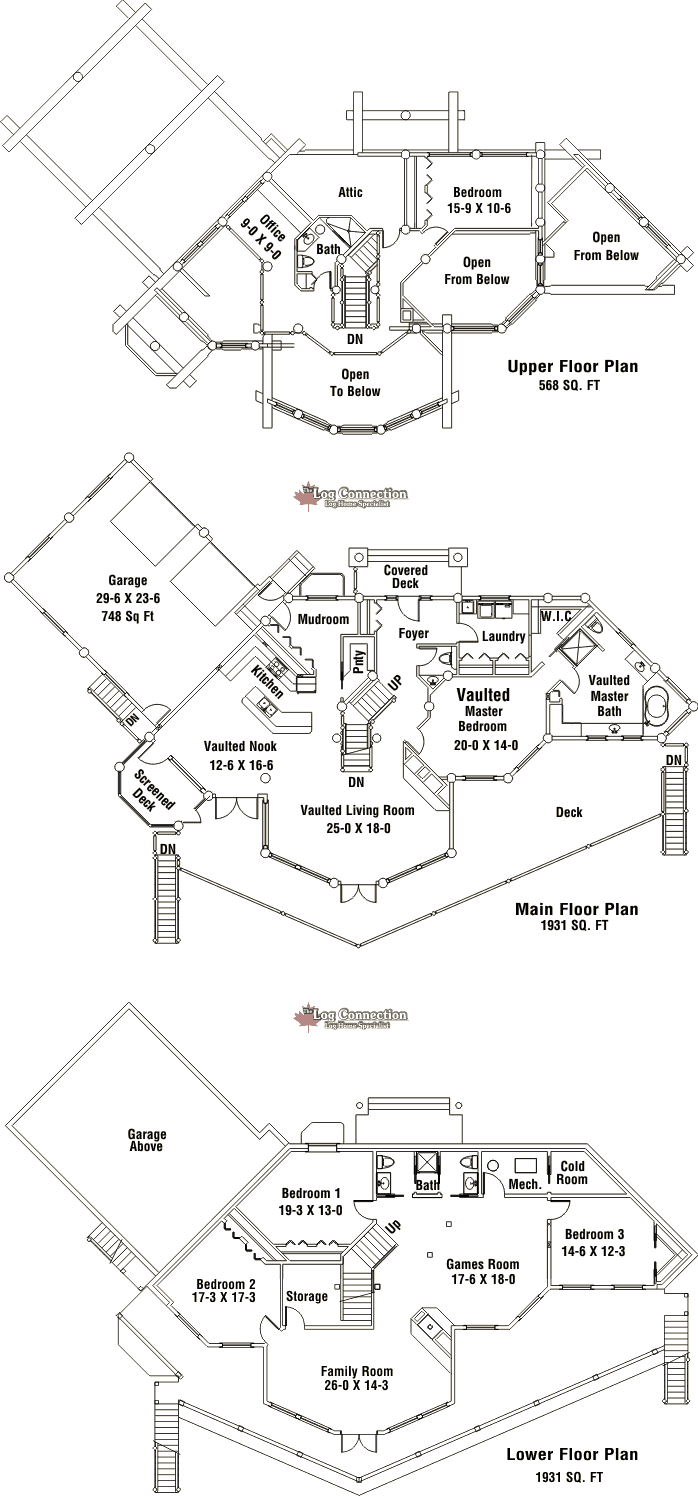 Attic
Bedroom
15-9 X 10-6
Office
9-0 X 9-0
Bath
Open
From Below
Open
From Below
DN
Open
To Below
Upper Floor Plan
568 SQ. FT
The Log Connection
Log Home Specialist
Covered
Deck
Garage
29-6 X 23-6
748 Sq Ft
Mudroom
Foyer
Laundry
W.I.C
Pnty
Kitchen
UP
Vaulted
Master
Bedroom
20-0 X 14-0
Vaulted
Master
Bath
DN
Vaulted Nook
12-6 X 16-6
Screened
Deck
DN
DN
Vaulted Living Room
25-0 X 18-0
Deck
DN
Main Floor Plan
1931 SQ. FT
The Log Connection
Log Home Specialist
Garage
Above
Bath
Mech.
Cold
Room
Bedroom 1
19-3 X 13-0
Up
Bedroom 3
14-6 X 12-3
Games Room
17-6 X 18-0
Bedroom 2
17-3 X 17-3
Storage
Family Room
26-0 X 14-3
Lower Floor Plan
1931 SQ. FT